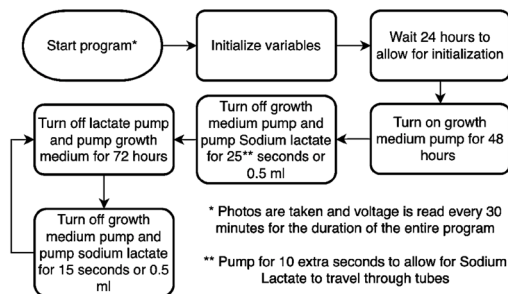 Start program*
Initialize variables
Wait 24 hours to
allow for initialization
Turn on growth
medium pump for 48
hours
Turn off growth
medium pump and
pump Sodium lactate
for 25** seconds or
0.5 ml
Turn off lactate pump
and pump growth
medium for 72 hours
Turn off growth
medium pump and
pump sodium lactate
for 15 seconds or 0.5
ml
* Photos are taken and voltage is read every 30
minutes for the duration of the entire program
** Pump for 10 extra seconds to allow for Sodium
Lactate to travel through tubes